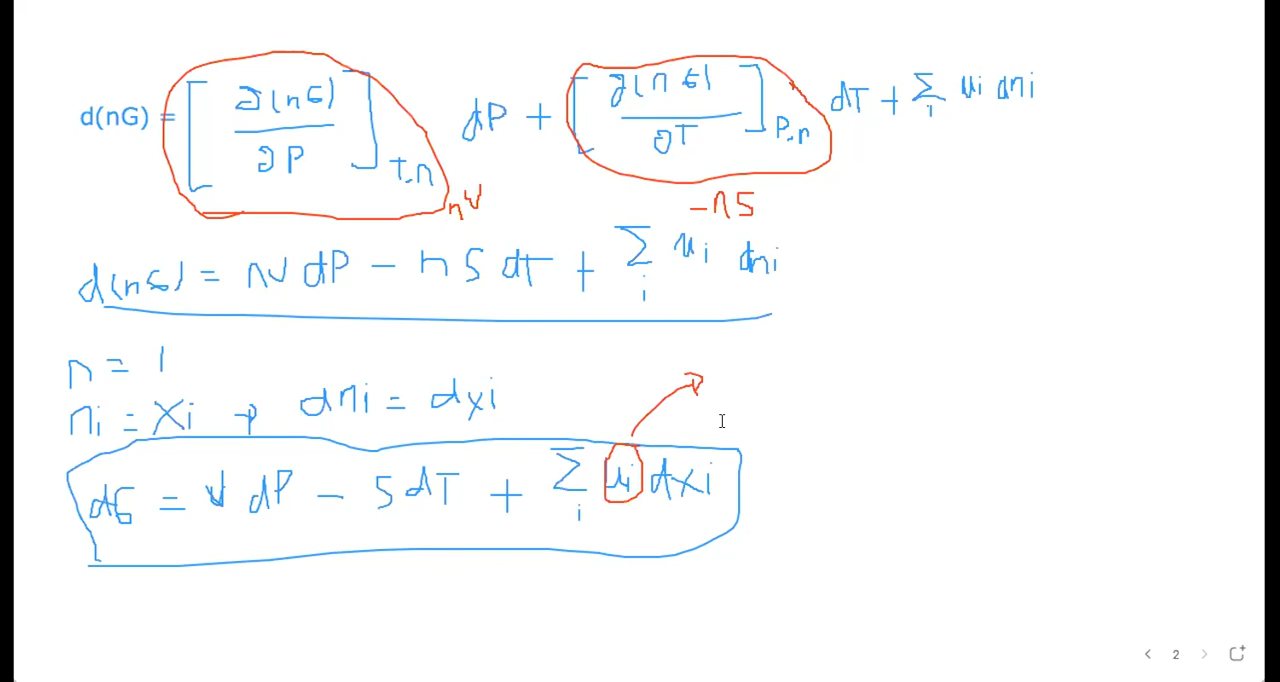 d(nG) = [∂(nG)/∂P]T,n dP + [∂(nG)/∂T]P,n dT + Σi μi dni
nV
-nS
d(nG) = nV dP - nS dT + Σi μi dni
n = 1
ni = xi → dni = dxi
dG = V dP - S dT + Σi μi dxi
< 2 >